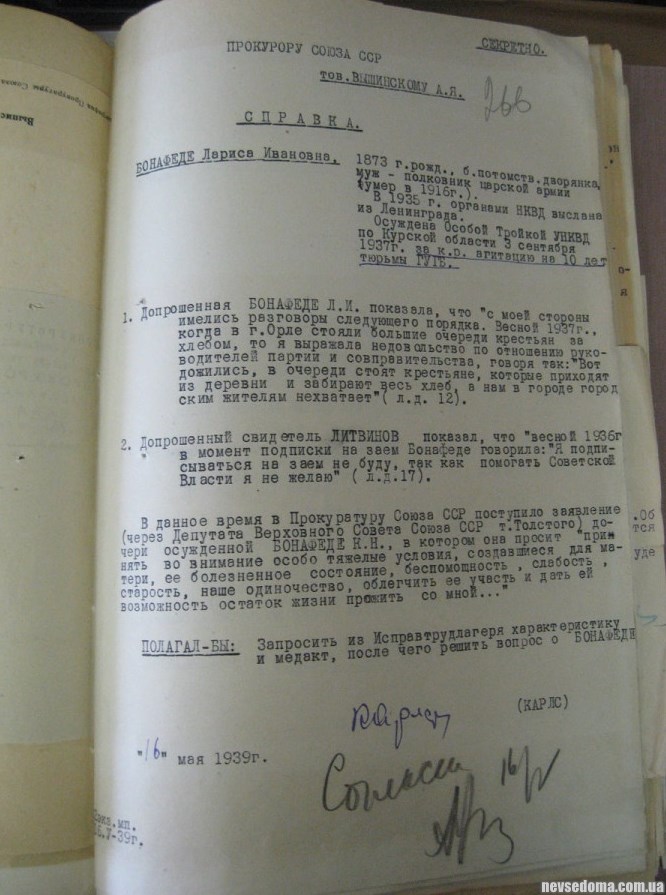 СЕКРЕТНО.
ПРОКУРОРУ СОЮЗА ССР
тов.ВЫШИНСКОМУ А.Я.
266
СПРАВКА.
БОНАФЕДЕ Лариса Ивановна,
1873 г.рожд., б.потомств.дворянка,
муж - полковник царской армии
(умер в 1916г.).
В 1935 г. органами НКВД выслана
из Ленинграда.
Осуждена Особой Тройкой УНКВД
по Курской области 3 сентября
1937г. за к.р. агитацию на 10 лет
тюрьмы ГУГБ.
1. Допрошенная БОНАФЕДЕ Л.И. показала, что "с моей стороны
имелись разговоры следующего порядка. Весной 1937г.,
когда в г.Орле стояли большие очереди крестьян за
хлебом, то я выражала недовольство по отношению руко-
водителей партии и совправительства, говоря так:"Вот
дожились, в очереди стоят крестьяне, которые приходят
из деревни и забирают весь хлеб, а нам в городе город
ским жителям нехватает"( л.д. 12).
2. Допрошенный свидетель ЛИТВИНОВ показал, что "весной 1936г
" в момент подписки на заем Бонафеде говорила:"Я подпи-
сываться на заем не буду, так как помогать Советской
Власти я не желаю" ( л.д.17).
В данное время в Прокуратуру Союза ССР поступило заявление
(через Депутата Верховного Совета Союза ССР т.Толстого) до-
чери осужденной БОНАФЕДЕ К.Н., в котором она просит "при
нять во внимание особо тяжелые условия, создавшиеся для ма-
тери, ее болезненное состояние, беспомощность, слабость,
старость, наше одиночество, облегчить ее участь и дать ей
возможность остаток жизни прожить со мной..."
ПОЛАГАЛ-БЫ: Запросить из Исправтрудлагеря характеристику
и медакт, после чего решить вопрос о БОНАФЕДЕ
(КАРЛС)
"16" мая 1939г.
Согласен 16/V
V-39г.
nevsedoma.com.ua